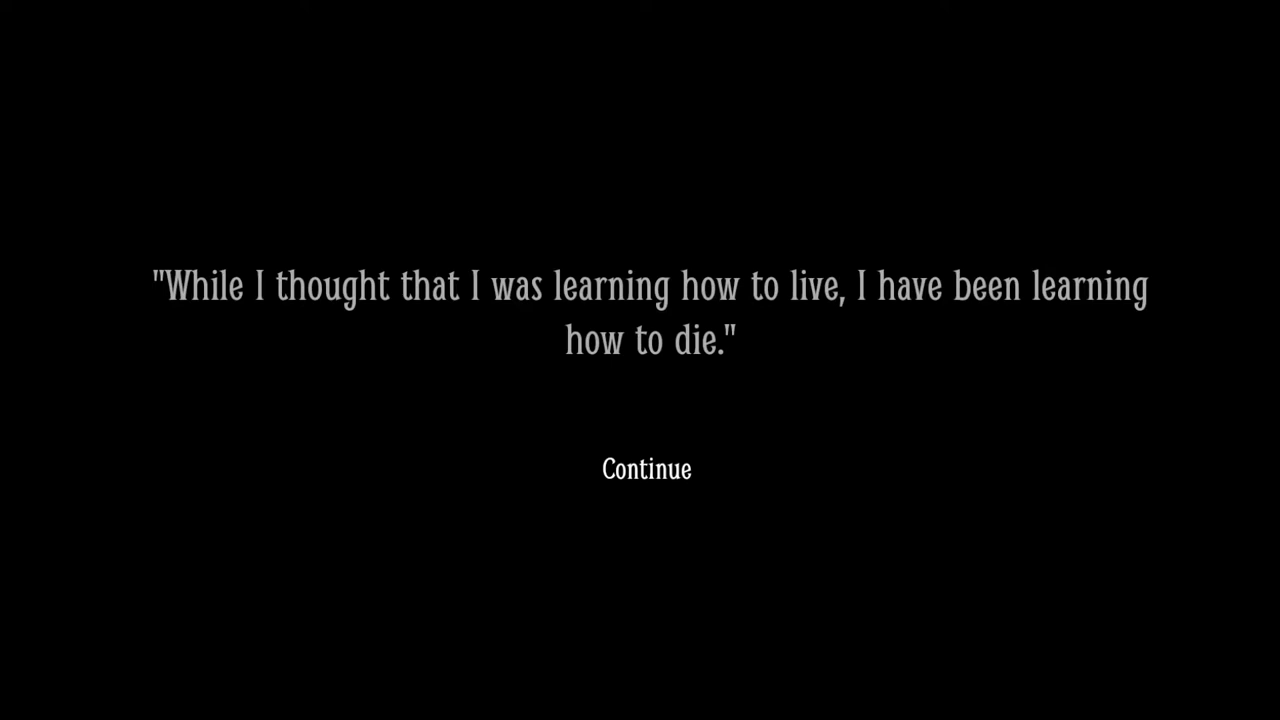 "While I thought that I was learning how to live, I have been learning
how to die."
Continue